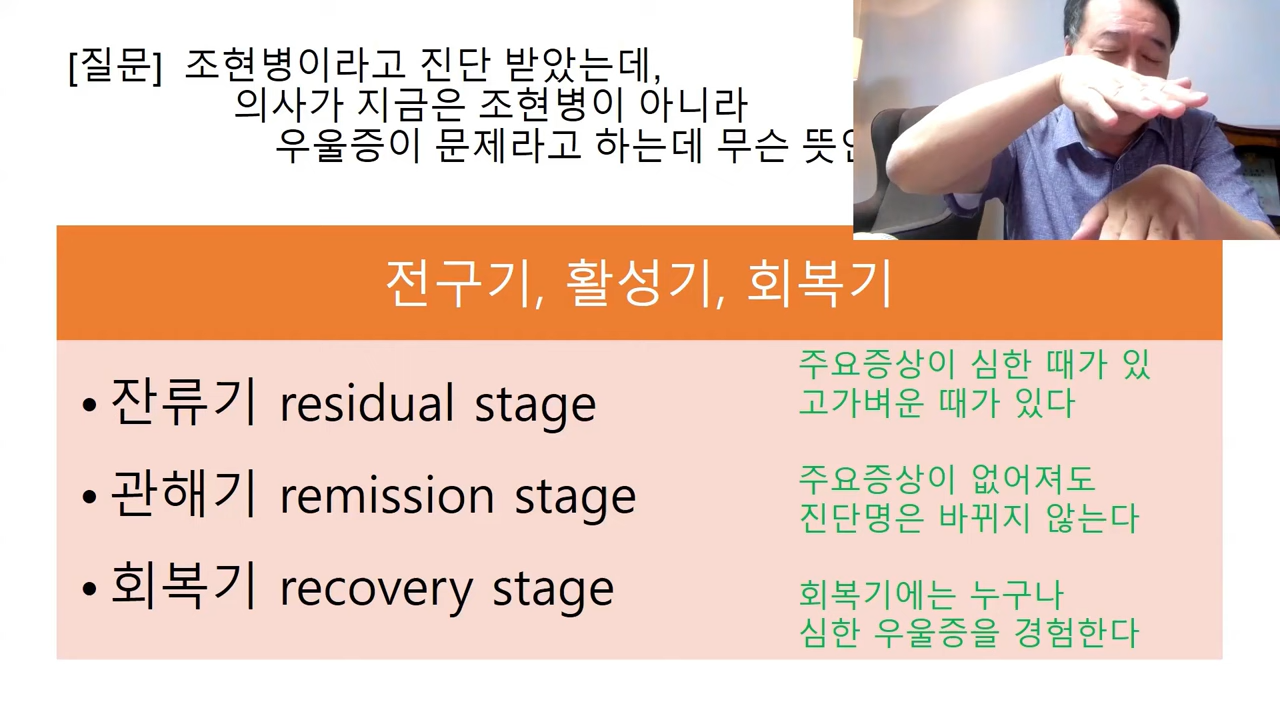 [질문] 조현병이라고 진단 받았는데,
의사가 지금은 조현병이 아니라
우울증이 문제라고 하는데 무슨
전구기, 활성기, 회복기
• 잔류기 residual stage
• 관해기 remission stage
• 회복기 recovery stage
주요증상이 심한 때가 있
고가벼운 때가 있다
주요증상이 없어져도
진단명은 바뀌지 않는다
회복기에는 누구나
심한 우울증을 경험한다